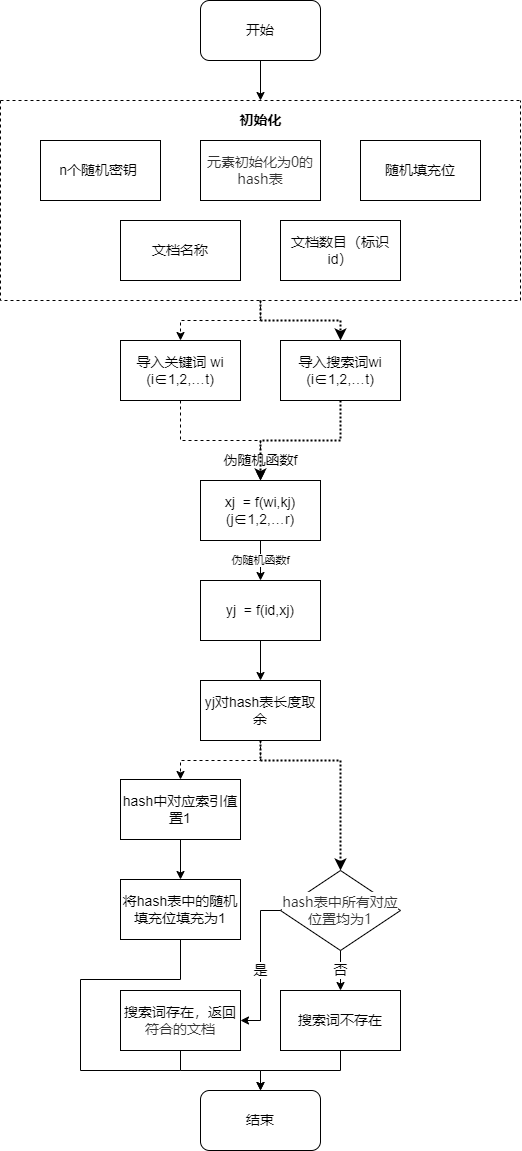 开始
初始化
n个随机密钥
元素初始化为0的
hash表
随机填充位
文档名称
文档数目（标识
id）
导入关键词 wi
(i∈1,2,…t)
导入搜索词wi
(i∈1,2,…t)
伪随机函数f
xj = f(wi,kj)
(j∈1,2,…r)
伪随机函数f
yj = f(id,xj)
yj对hash表长度取
余
hash中对应索引值
置1
将hash表中的随机
填充位填充为1
hash表中所有对应
位置均为1
是
否
搜索词存在，返回
符合的文档
搜索词不存在
结束